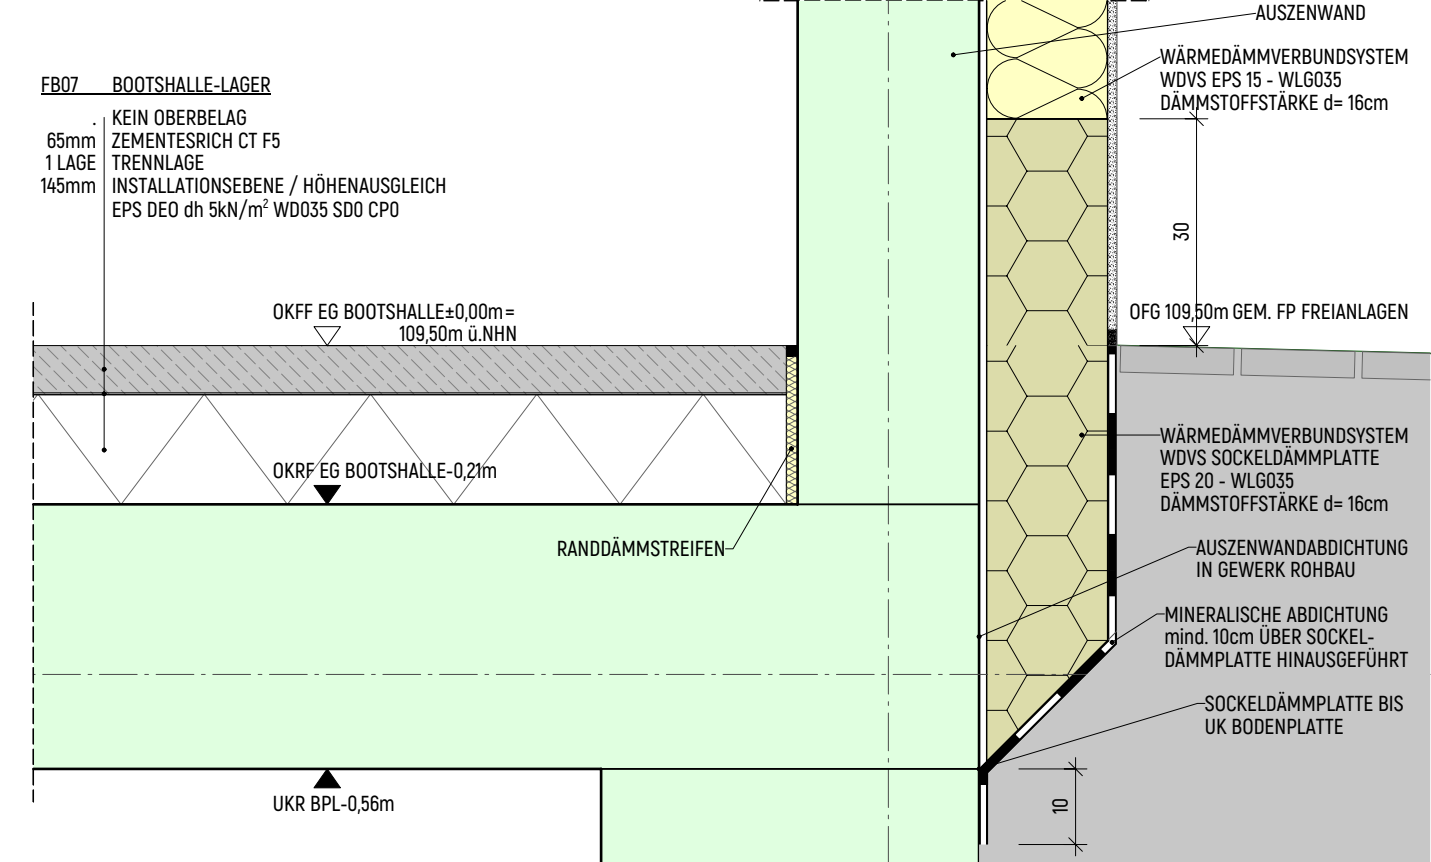 AUSZENWAND
WÄRMEDÄMMVERBUNDSYSTEM
WDVS EPS 15 - WLG035
DÄMMSTOFFSTÄRKE d= 16cm
FB07 BOOTSHALLE-LAGER
. KEIN OBERBELAG
65mm ZEMENTESRICH CT F5
1 LAGE TRENNLAGE
145mm INSTALLATIONSEBENE / HÖHENAUSGLEICH
EPS DEO dh 5kN/m² WD035 SD0 CP0
30
OKFF EG BOOTSHALLE±0,00m=
109,50m ü.NHN
OFG 109,50m GEM. FP FREIANLAGEN
OKRF EG BOOTSHALLE-0,21m
WÄRMEDÄMMVERBUNDSYSTEM
WDVS SOCKELDÄMMPLATTE
EPS 20 - WLG035
DÄMMSTOFFSTÄRKE d= 16cm
RANDDÄMMSTREIFEN
AUSZENWANDABDICHTUNG
IN GEWERK ROHBAU
MINERALISCHE ABDICHTUNG
mind. 10cm ÜBER SOCKEL-
DÄMMPLATTE HINAUSGEFÜHRT
SOCKELDÄMMPLATTE BIS
UK BODENPLATTE
UKR BPL-0,56m
10